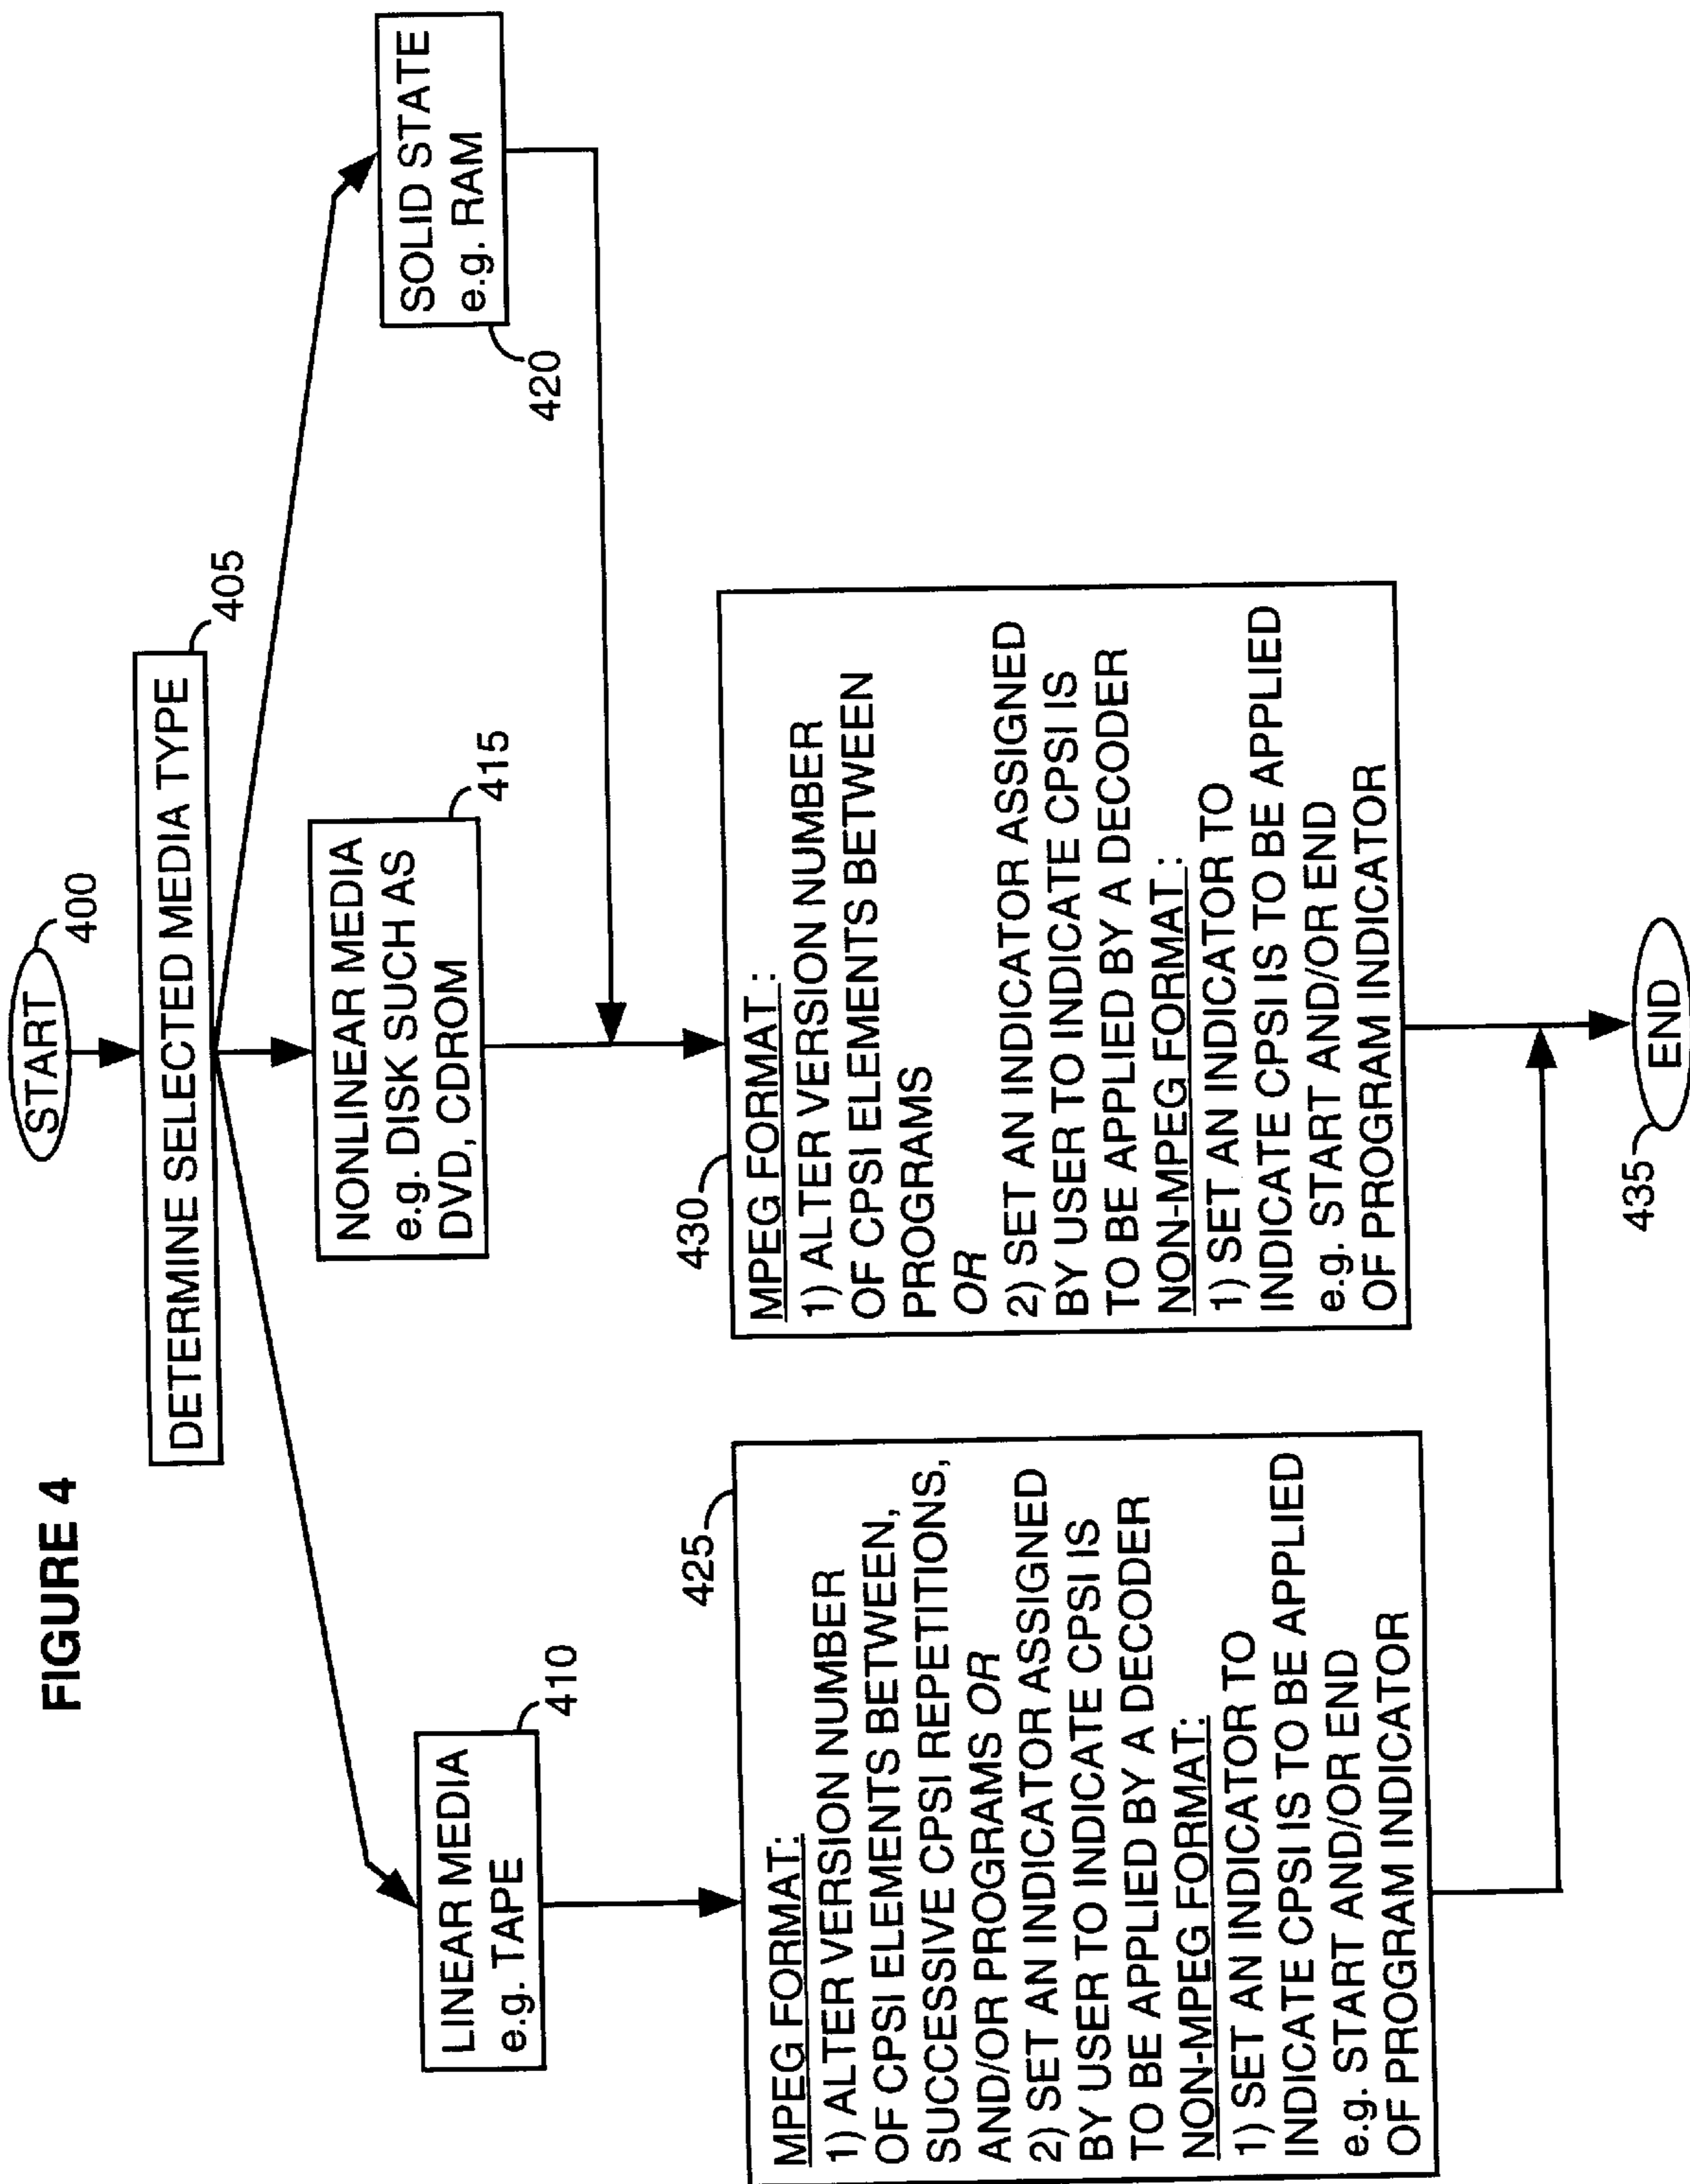 FIGURE 4
START
400
DETERMINE SELECTED MEDIA TYPE
405
LINEAR MEDIA
e.g. TAPE
410
NONLINEAR MEDIA
e.g. DISK SUCH AS
DVD, CDROM
415
SOLID STATE
e.g. RAM
420
425
MPEG FORMAT:
1) ALTER VERSION NUMBER
OF CPSI ELEMENTS BETWEEN,
SUCCESSIVE CPSI REPETITIONS,
AND/OR PROGRAMS OR
2) SET AN INDICATOR ASSIGNED
BY USER TO INDICATE CPSI IS
TO BE APPLIED BY A DECODER
NON-MPEG FORMAT:
1) SET AN INDICATOR TO
INDICATE CPSI IS TO BE APPLIED
e.g. START AND/OR END
OF PROGRAM INDICATOR
430
MPEG FORMAT :
1) ALTER VERSION NUMBER
OF CPSI ELEMENTS BETWEEN
PROGRAMS
OR
2) SET AN INDICATOR ASSIGNED
BY USER TO INDICATE CPSI IS
TO BE APPLIED BY A DECODER
NON-MPEG FORMAT :
1) SET AN INDICATOR TO
INDICATE CPSI IS TO BE APPLIED
e.g. START AND/OR END
OF PROGRAM INDICATOR
435
END